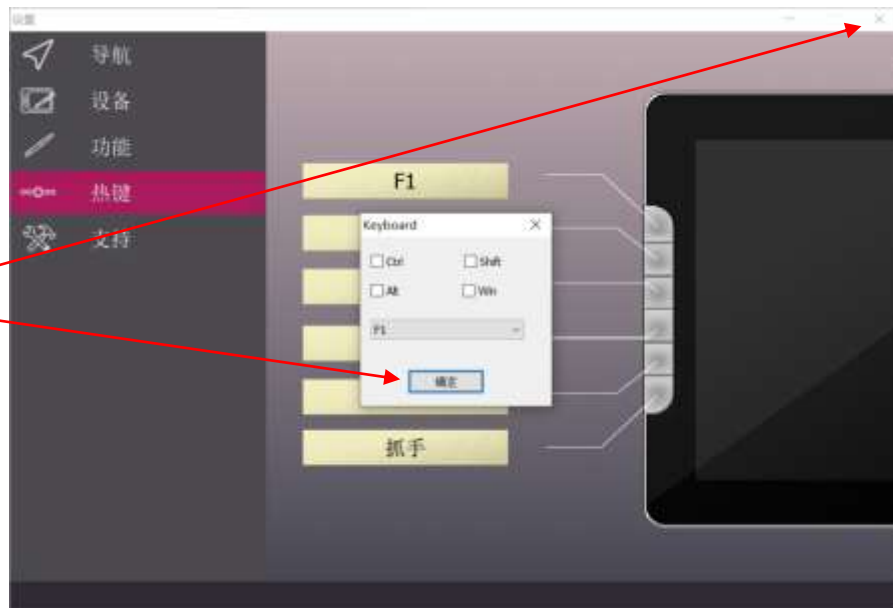 设置
导航
设备
功能
热键
支持
F1
Keyboard
Ctrl
Shift
Alt
Win
F1
确定
抓手